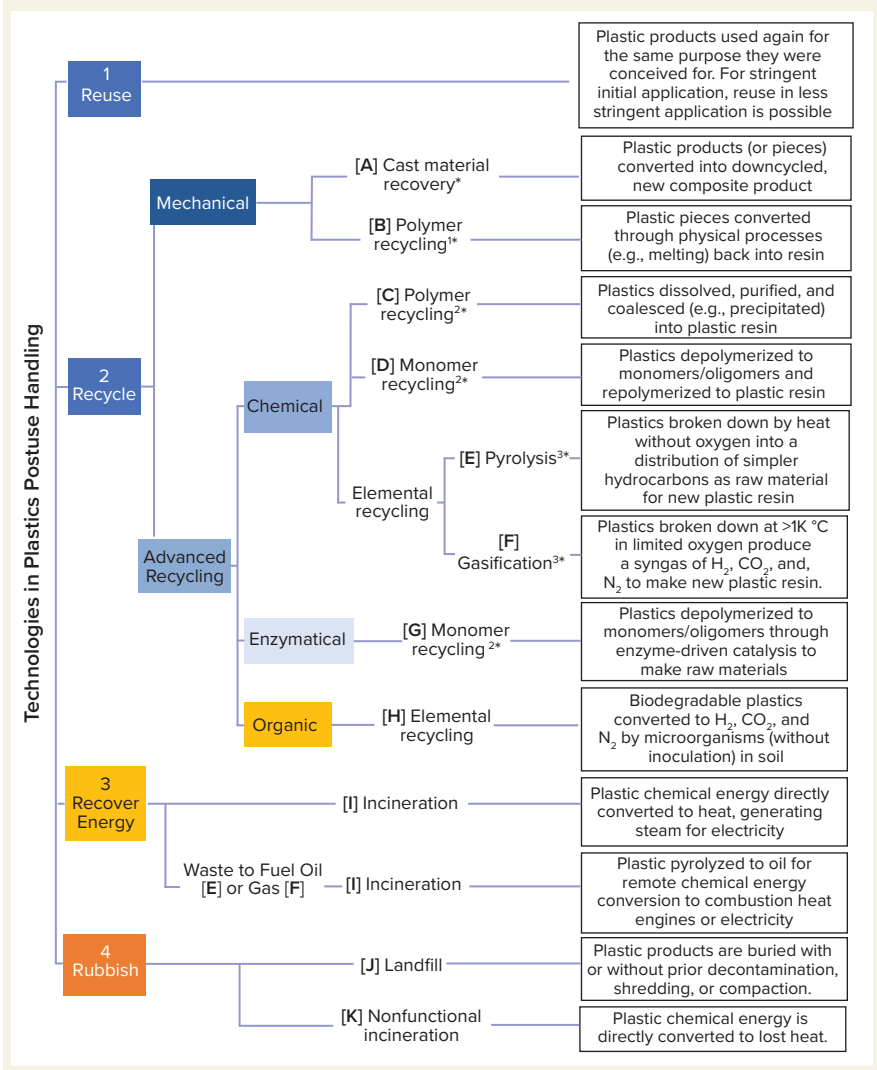 Technologies in Plastics Postuse Handling
1
Reuse
Plastic products used again for
the same purpose they were
conceived for. For stringent
initial application, reuse in less
stringent application is possible
2
Recycle
Mechanical
[A] Cast material
recovery*
Plastic products (or pieces)
converted into downcycled,
new composite product
[B] Polymer
recycling¹*
Plastic pieces converted
through physical processes
(e.g., melting) back into resin
Advanced
Recycling
Chemical
[C] Polymer
recycling²*
Plastics dissolved, purified, and
coalesced (e.g., precipitated)
into plastic resin
[D] Monomer
recycling²*
Plastics depolymerized to
monomers/oligomers and
repolymerized to plastic resin
Elemental
recycling
[E] Pyrolysis³*
Plastics broken down by heat
without oxygen into a
distribution of simpler
hydrocarbons as raw material
for new plastic resin
[F]
Gasification³*
Plastics broken down at >1K °C
in limited oxygen produce
a syngas of H₂, CO₂, and,
N₂ to make new plastic resin.
Enzymatical
[G] Monomer
recycling ²*
Plastics depolymerized to
monomers/oligomers through
enzyme-driven catalysis to
make raw materials
Organic
[H] Elemental
recycling
Biodegradable plastics
converted to H₂, CO₂, and
N₂ by microorganisms (without
inoculation) in soil
3
Recover
Energy
[I] Incineration
Plastic chemical energy directly
converted to heat, generating
steam for electricity
Waste to Fuel Oil
[E] or Gas [F]
[I] Incineration
Plastic pyrolyzed to oil for
remote chemical energy
conversion to combustion heat
engines or electricity
4
Rubbish
[J] Landfill
Plastic products are buried with
or without prior decontamination,
shredding, or compaction.
[K] Nonfunctional
incineration
Plastic chemical energy is
directly converted to lost heat.